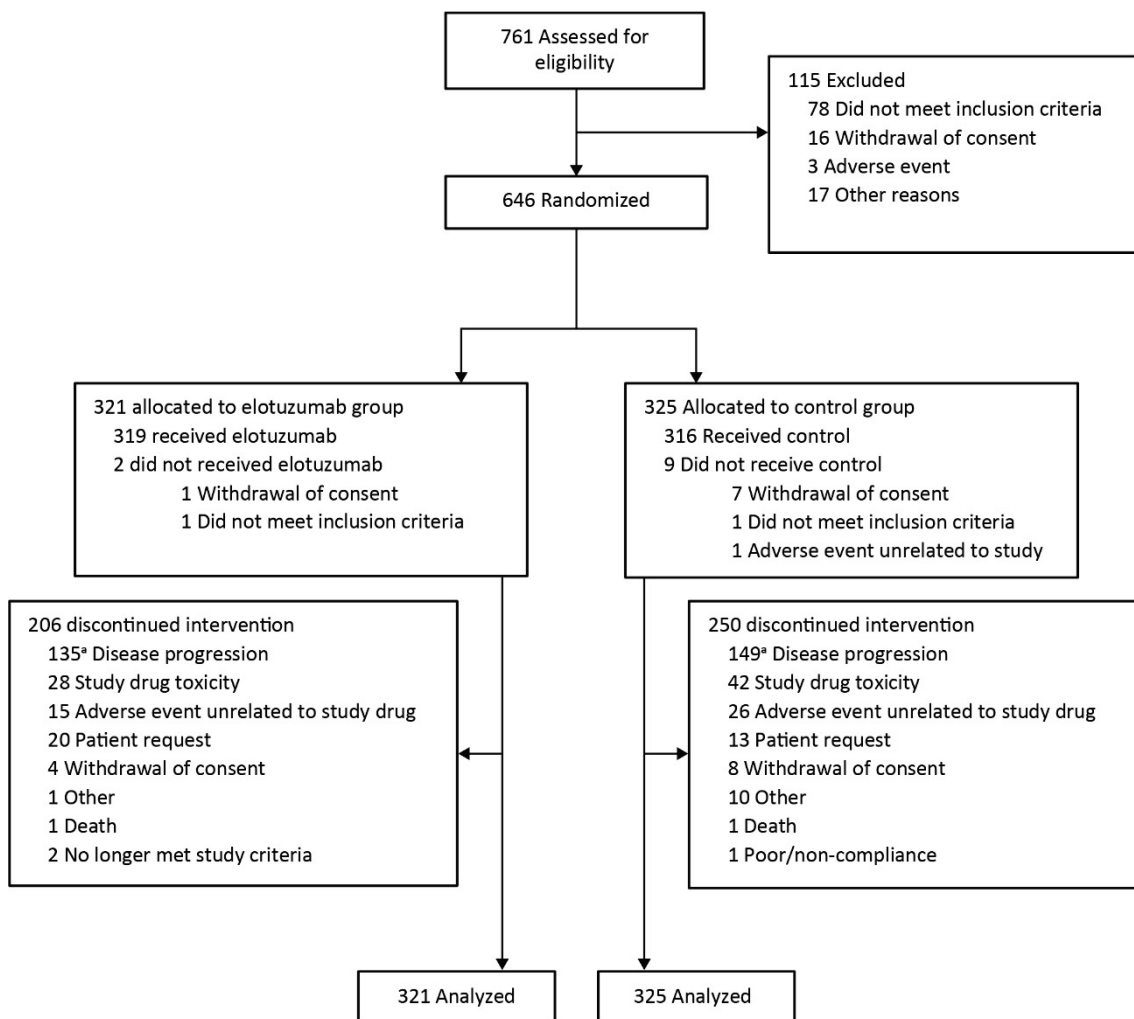 761 Assessed for
eligibility
115 Excluded
78 Did not meet inclusion criteria
16 Withdrawal of consent
3 Adverse event
17 Other reasons
646 Randomized
321 allocated to elotuzumab group
319 received elotuzumab
2 did not received elotuzumab
1 Withdrawal of consent
1 Did not meet inclusion criteria
325 Allocated to control group
316 Received control
9 Did not receive control
7 Withdrawal of consent
1 Did not meet inclusion criteria
1 Adverse event unrelated to study
206 discontinued intervention
135ᵃ Disease progression
28 Study drug toxicity
15 Adverse event unrelated to study drug
20 Patient request
4 Withdrawal of consent
1 Other
1 Death
2 No longer met study criteria
250 discontinued intervention
149ᵃ Disease progression
42 Study drug toxicity
26 Adverse event unrelated to study drug
13 Patient request
8 Withdrawal of consent
10 Other
1 Death
1 Poor/non-compliance
321 Analyzed
325 Analyzed